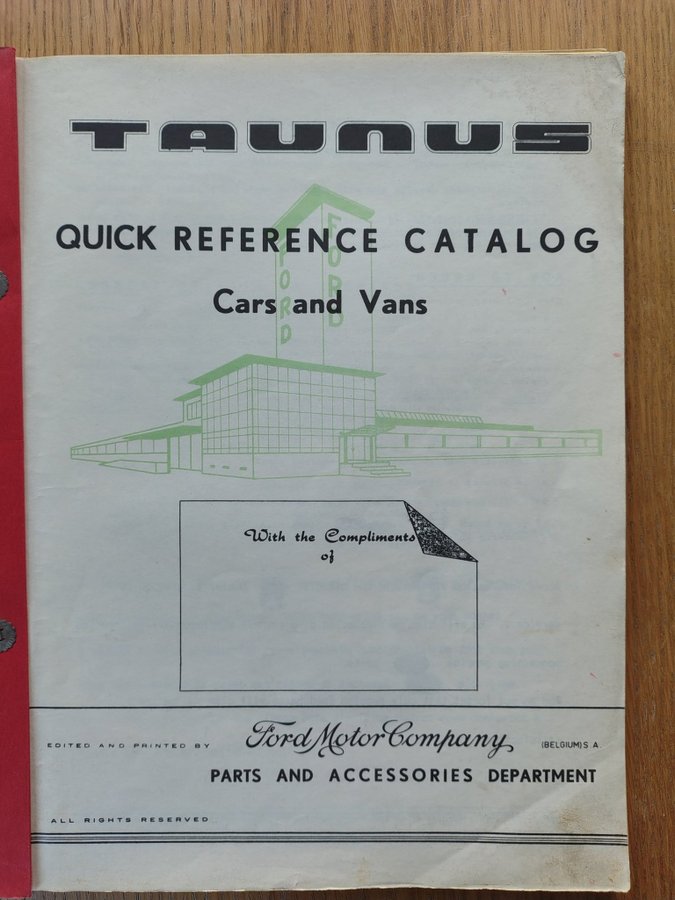 TAUNUS
QUICK REFERENCE CATALOG
FORD FORD
Cars and Vans
With the Compliments
of
EDITED AND PRINTED BY Ford Motor Company (BELGIUM) S.A.
PARTS AND ACCESSORIES DEPARTMENT
ALL RIGHTS RESERVED